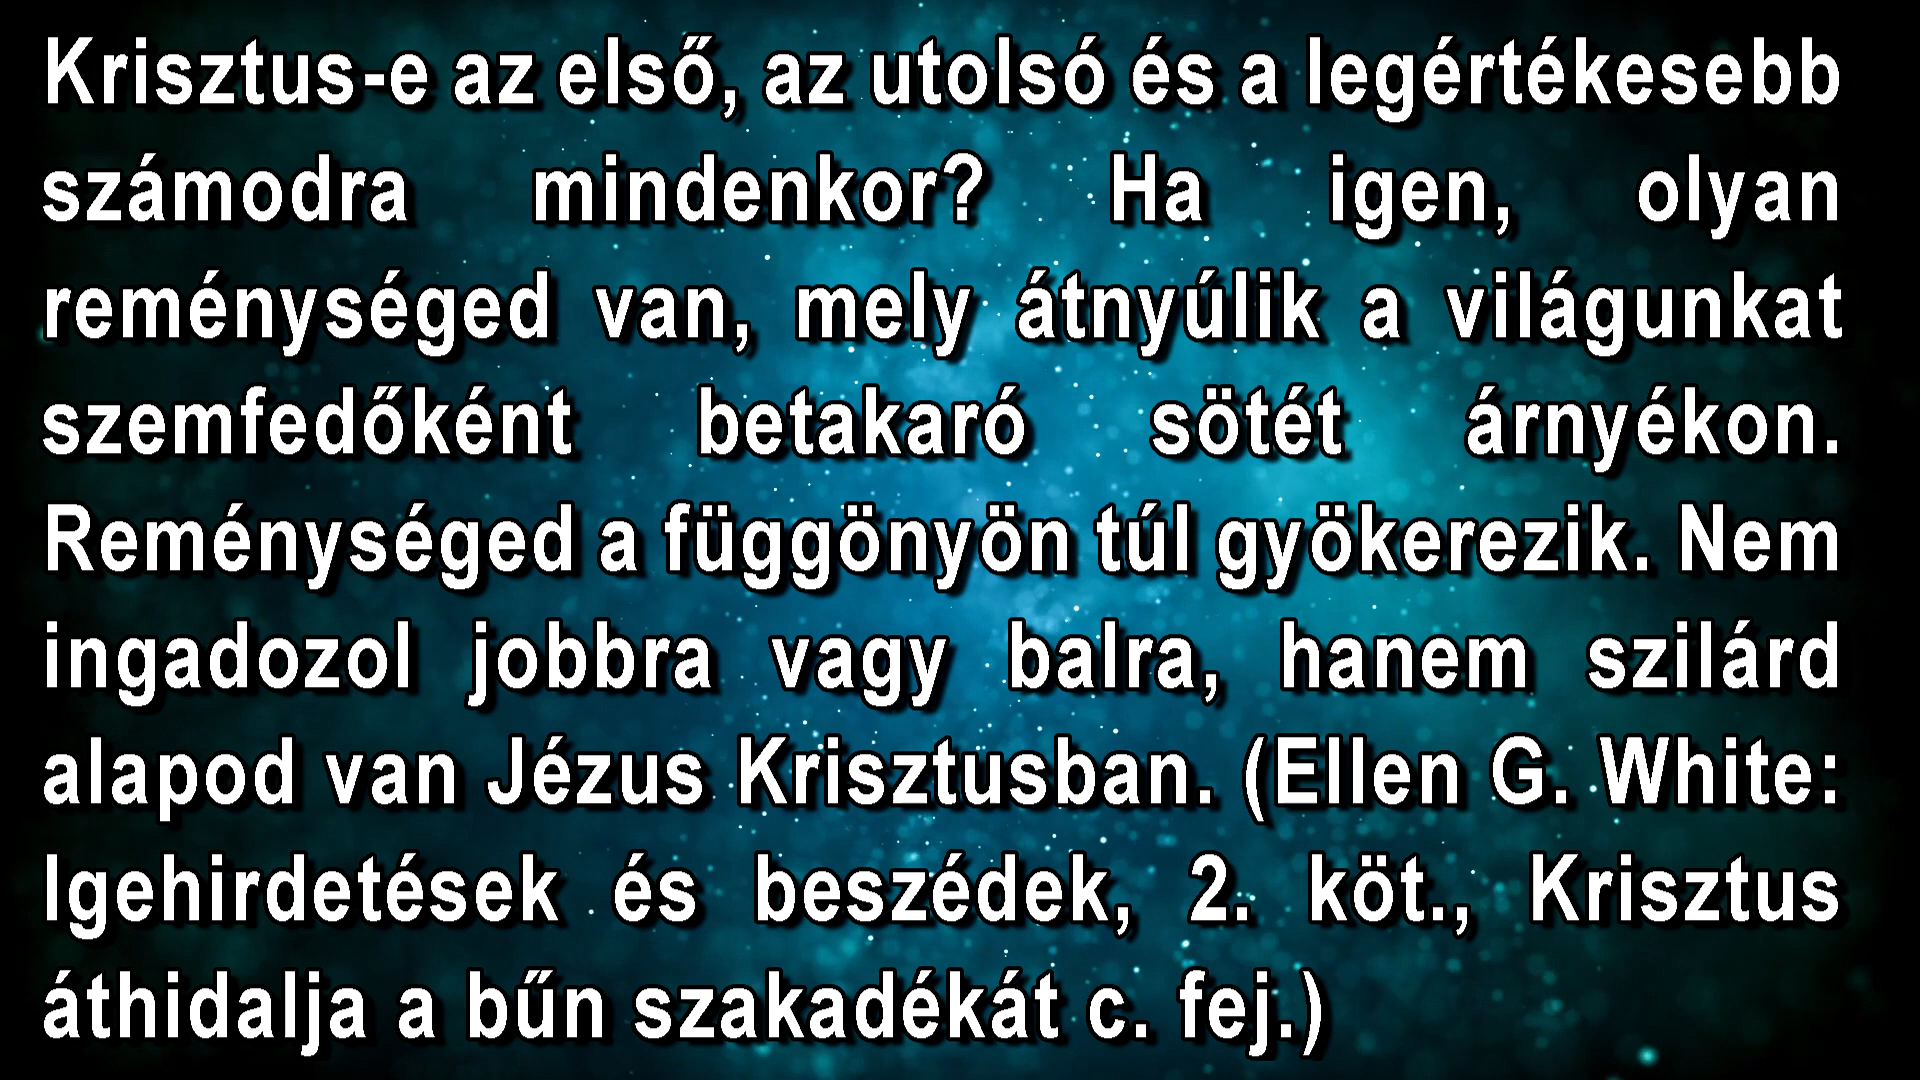 Krisztus-e az első, az utolsó és a legértékesebb
számodra mindenkor? Ha igen, olyan
reménységed van, mely átnyúlik a világunkat
szemfedőként betakaró sötét árnyékon.
Reménységed a függönyön túl gyökerezik. Nem
ingadozol jobbra vagy balra, hanem szilárd
alapod van Jézus Krisztusban. (Ellen G. White:
Igehirdetések és beszédek, 2. köt., Krisztus
áthidalja a bűn szakadékát c. fej.)